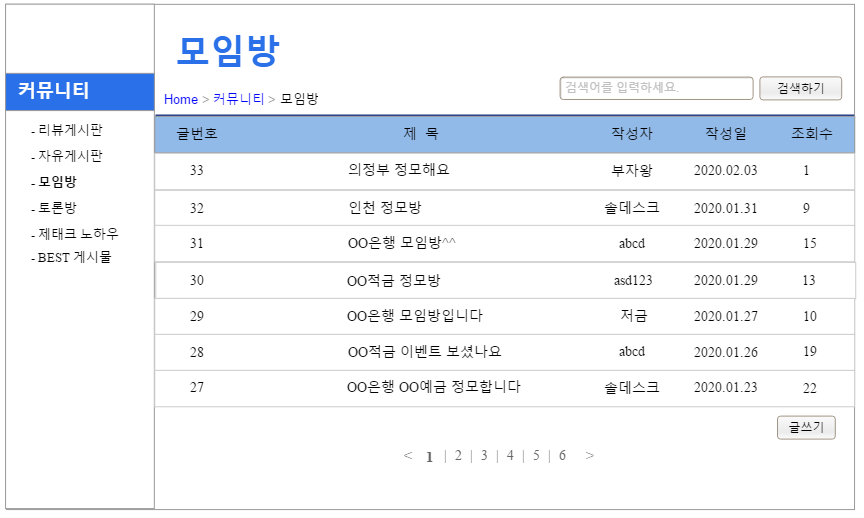 모임방
커뮤니티
Home > 커뮤니티 > 모임방
검색어를 입력하세요.
검색하기
- 리뷰게시판
- 자유게시판
- 모임방
- 토론방
- 제태크 노하우
- BEST 게시물
글번호 제 목 작성자 작성일 조회수
33 의정부 정모해요 부자왕 2020.02.03 1
32 인천 정모방 솔데스크 2020.01.31 9
31 OO은행 모임방^^ abcd 2020.01.29 15
30 OO적금 정모방 asd123 2020.01.29 13
29 OO은행 모임방입니다 저금 2020.01.27 10
28 OO적금 이벤트 보셨나요 abcd 2020.01.26 19
27 OO은행 OO예금 정모합니다 솔데스크 2020.01.23 22
글쓰기
< 1 | 2 | 3 | 4 | 5 | 6 >